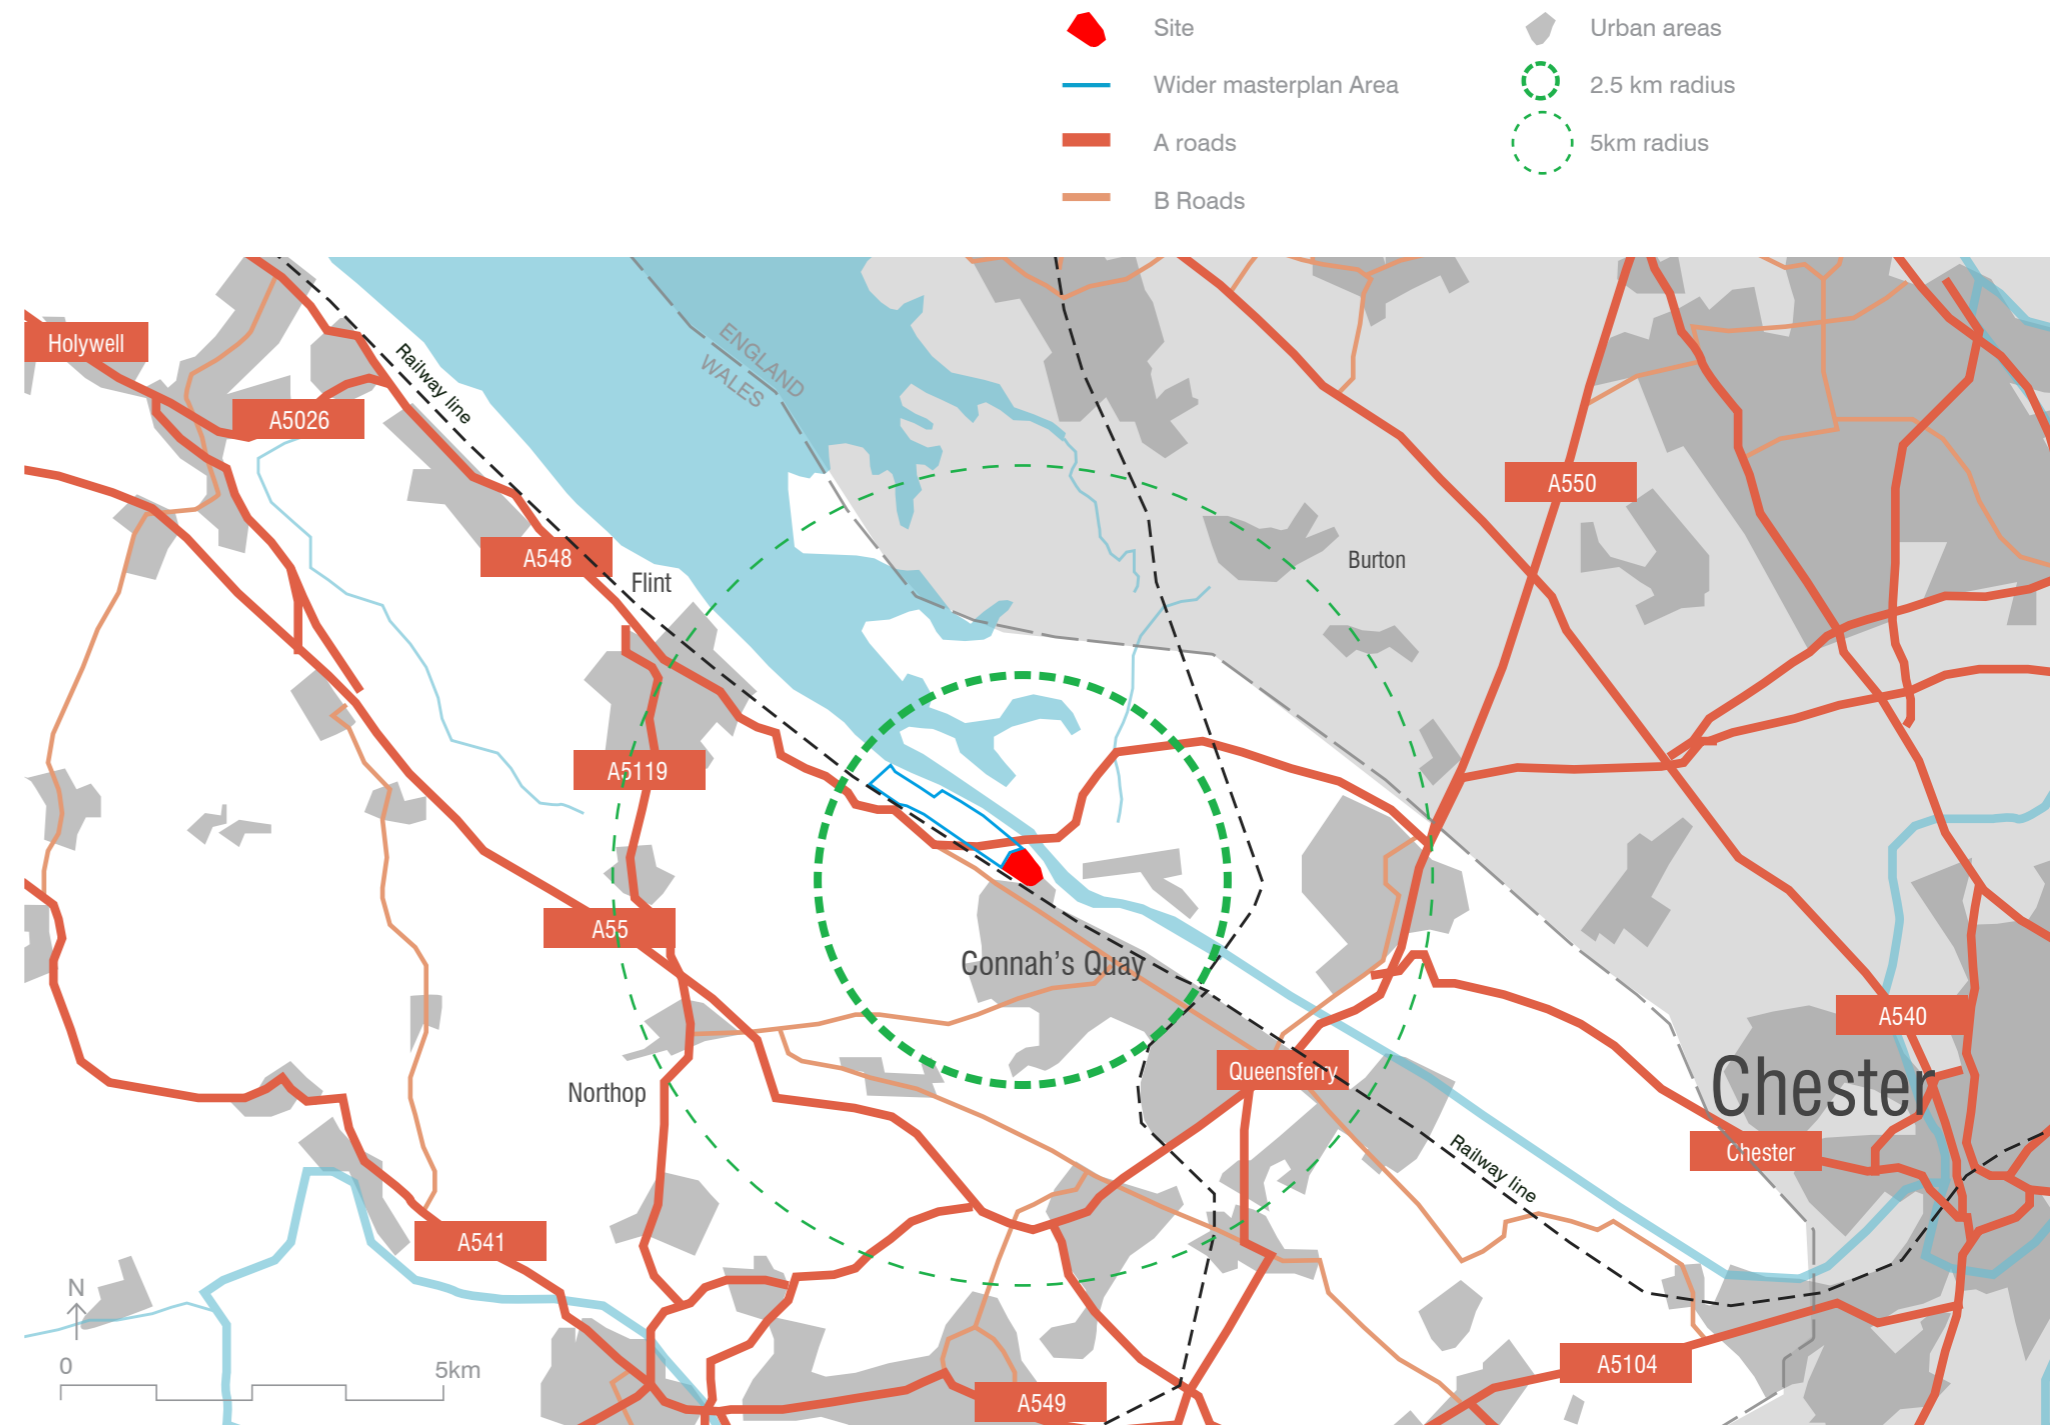 Site
Urban areas
Wider masterplan Area
2.5 km radius
A roads
5km radius
B Roads
Holywell
Railway line
ENGLAND
WALES
A5026
A550
A548
Flint
Burton
A5119
A55
Connah's Quay
A540
Queensferry
Northop
Chester
Chester
Railway line
A541
N
0
5km
A5104
A549